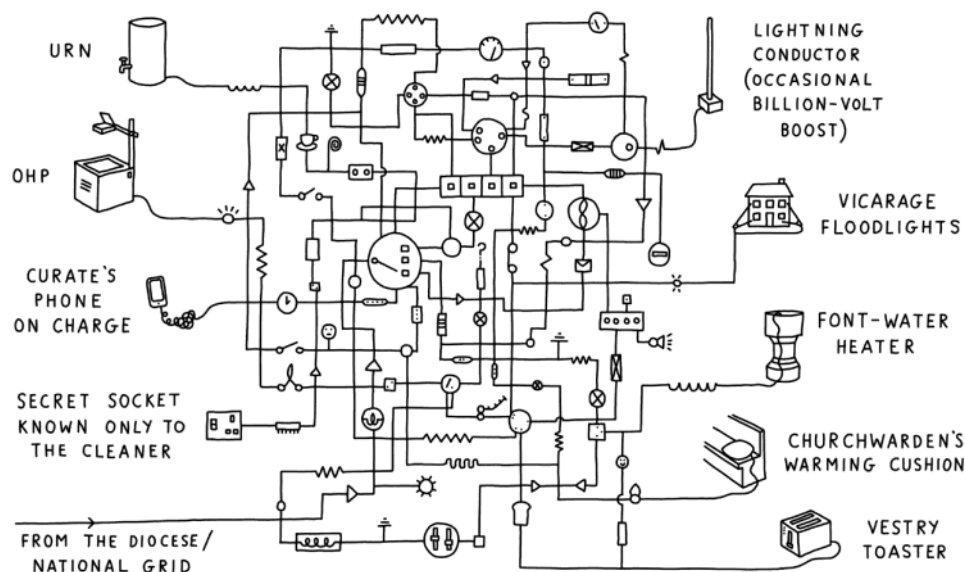 URN
OHP
CURATE'S
PHONE
ON CHARGE
SECRET SOCKET
KNOWN ONLY TO
THE CLEANER
FROM THE DIOCESE/
NATIONAL GRID
LIGHTNING
CONDUCTOR
(OCCASIONAL
BILLION-VOLT
BOOST)
VICARAGE
FLOODLIGHTS
FONT-WATER
HEATER
CHURCHWARDEN'S
WARMING CUSHION
VESTRY
TOASTER
?